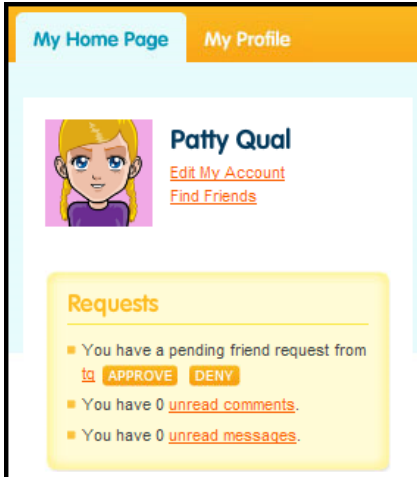 My Home Page My Profile
Patty Qual
Edit My Account
Find Friends
Requests
You have a pending friend request from
tq APPROVE DENY
You have 0 unread comments.
You have 0 unread messages.